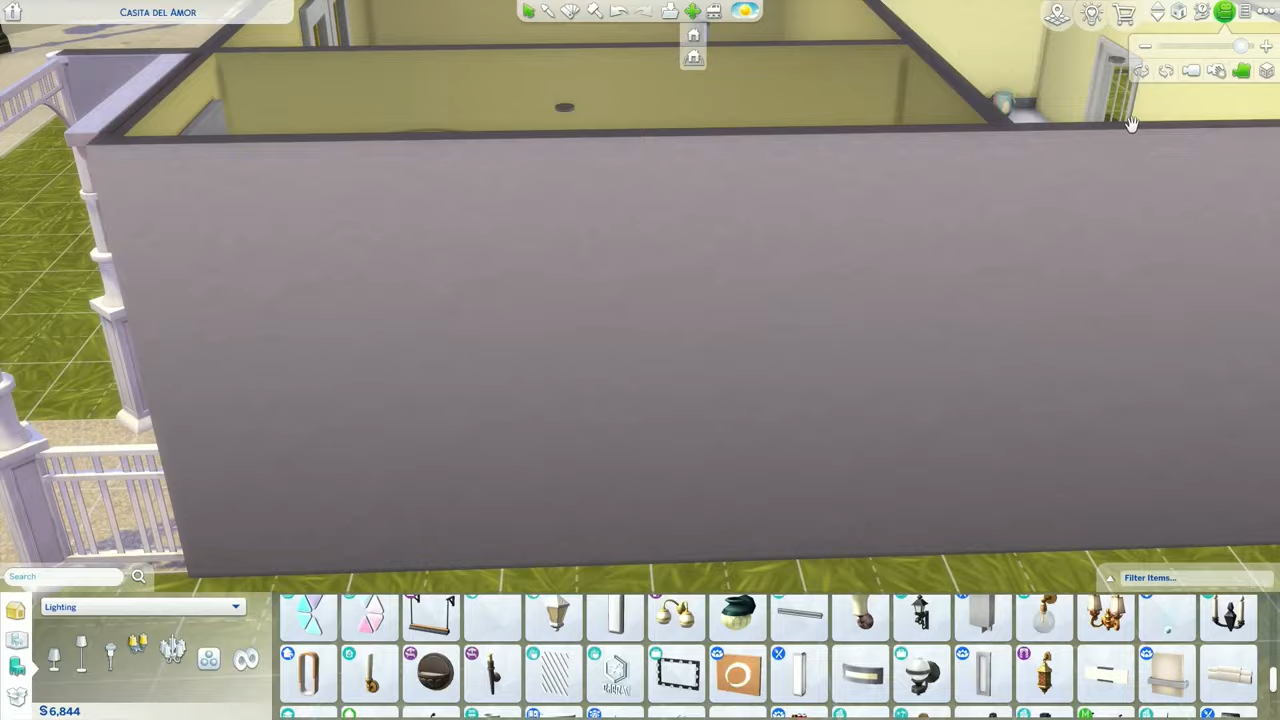 Casita del Amor
Search
Filter Items...
Lighting
§6,844